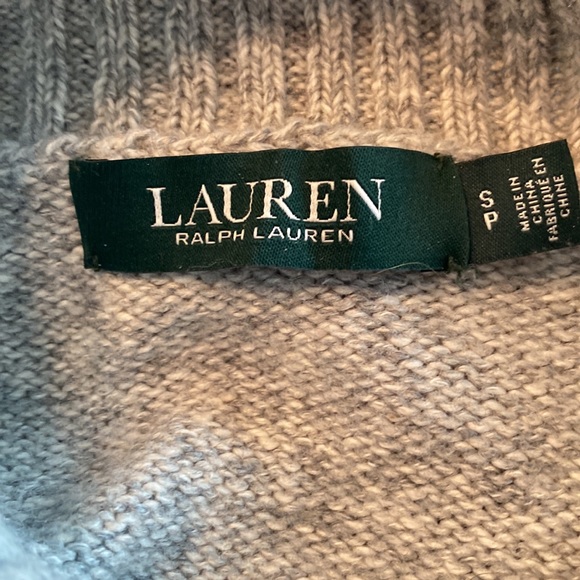 LAUREN
RALPH LAUREN
S
P
MADE IN
CHINA
FABRIQUÉ EN
CHINE